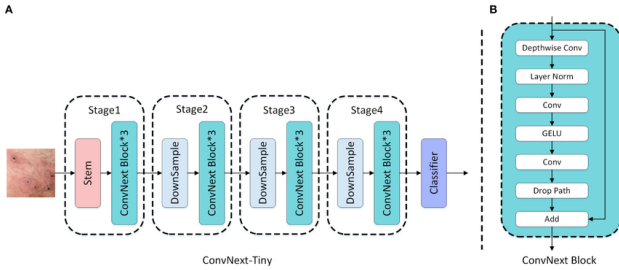 A
B
Stage1
Stage2
Stage3
Stage4
Stem
ConvNext Block*3
DownSample
ConvNext Block*3
DownSample
ConvNext Block*3
DownSample
ConvNext Block*3
Classifier
ConvNext-Tiny
Depthwise Conv
Layer Norm
Conv
GELU
Conv
Drop Path
Add
ConvNext Block